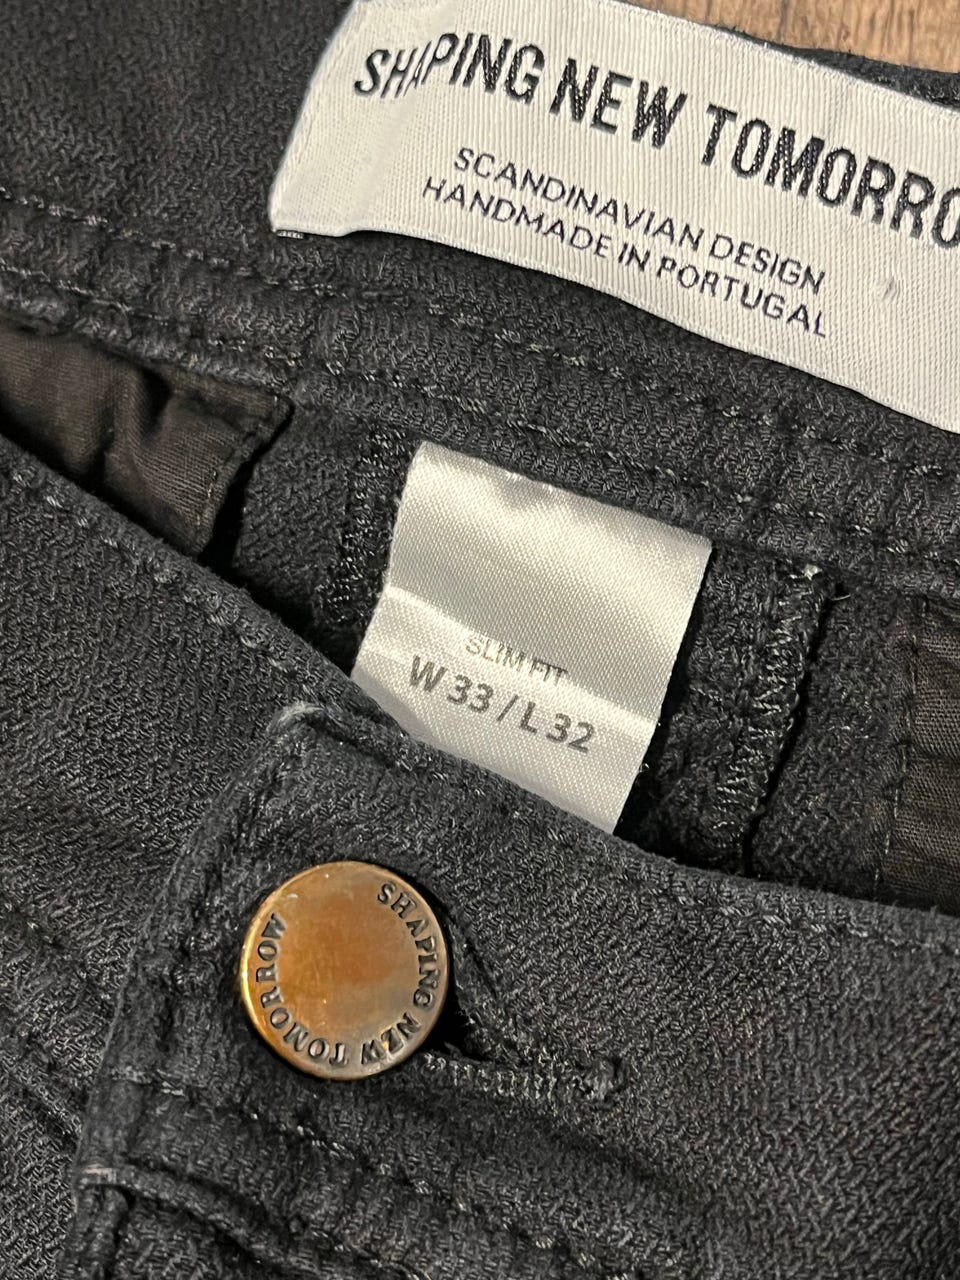 SHAPING NEW TOMORRO
SCANDINAVIAN DESIGN
HANDMADE IN PORTUGAL
SLIM FIT
W 33 / L 32
SHAPING NEW TOMORROW